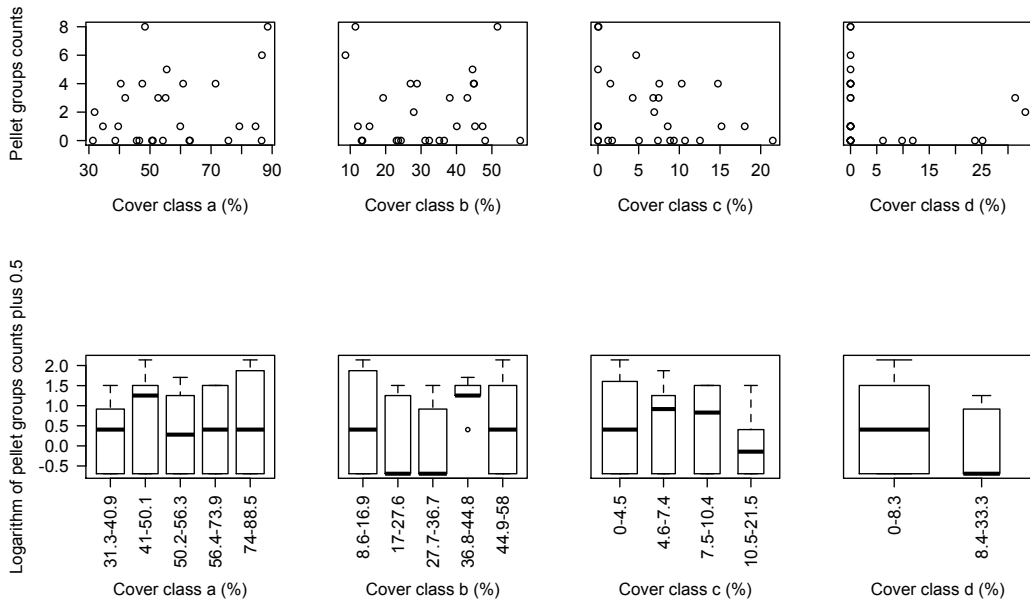 Pellet groups counts
8
6
4
2
0
30 50 70 90
10 20 30 40 50
0 5 10 15 20
0 5 15 25
Cover class a (%)
Cover class b (%)
Cover class c (%)
Cover class d (%)
Logarithm of pellet groups counts plus 0.5
2.0
1.5
1.0
0.5
0.0
-0.5
31.3-40.9
41-50.1
50.2-56.3
56.4-73.9
74-88.5
8.6-16.9
17-27.6
27.7-36.7
36.8-44.8
44.9-58
0-4.5
4.6-7.4
7.5-10.4
10.5-21.5
0-8.3
8.4-33.3
Cover class a (%)
Cover class b (%)
Cover class c (%)
Cover class d (%)